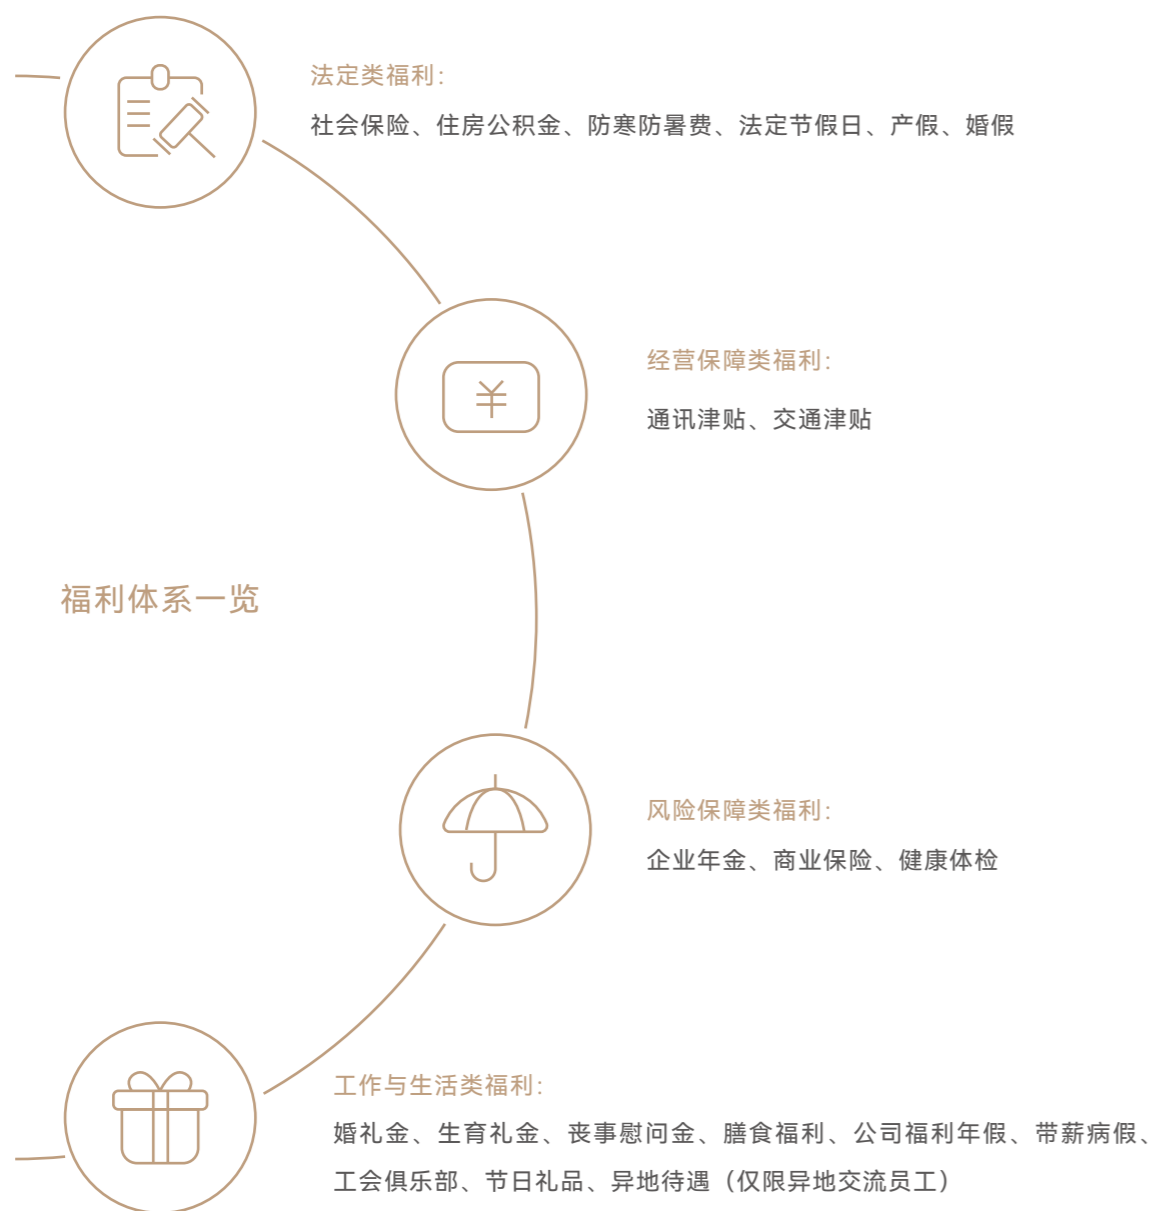 法定类福利：
社会保险、住房公积金、防寒防暑费、法定节假日、产假、婚假
¥
经营保障类福利：
通讯津贴、交通津贴
福利体系一览
风险保障类福利：
企业年金、商业保险、健康体检
工作与生活类福利：
婚礼金、生育礼金、丧事慰问金、膳食福利、公司福利年假、带薪病假、
工会俱乐部、节日礼品、异地待遇（仅限异地交流员工）